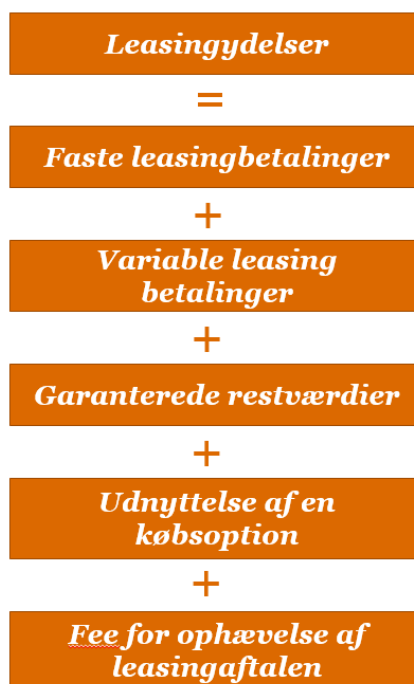 Leasingydelser
=
Faste leasingbetalinger
+
Variable leasing
betalinger
+
Garanterede restværdier
+
Udnyttelse af en
købsoption
+
Fee for ophævelse af
leasingaftalen